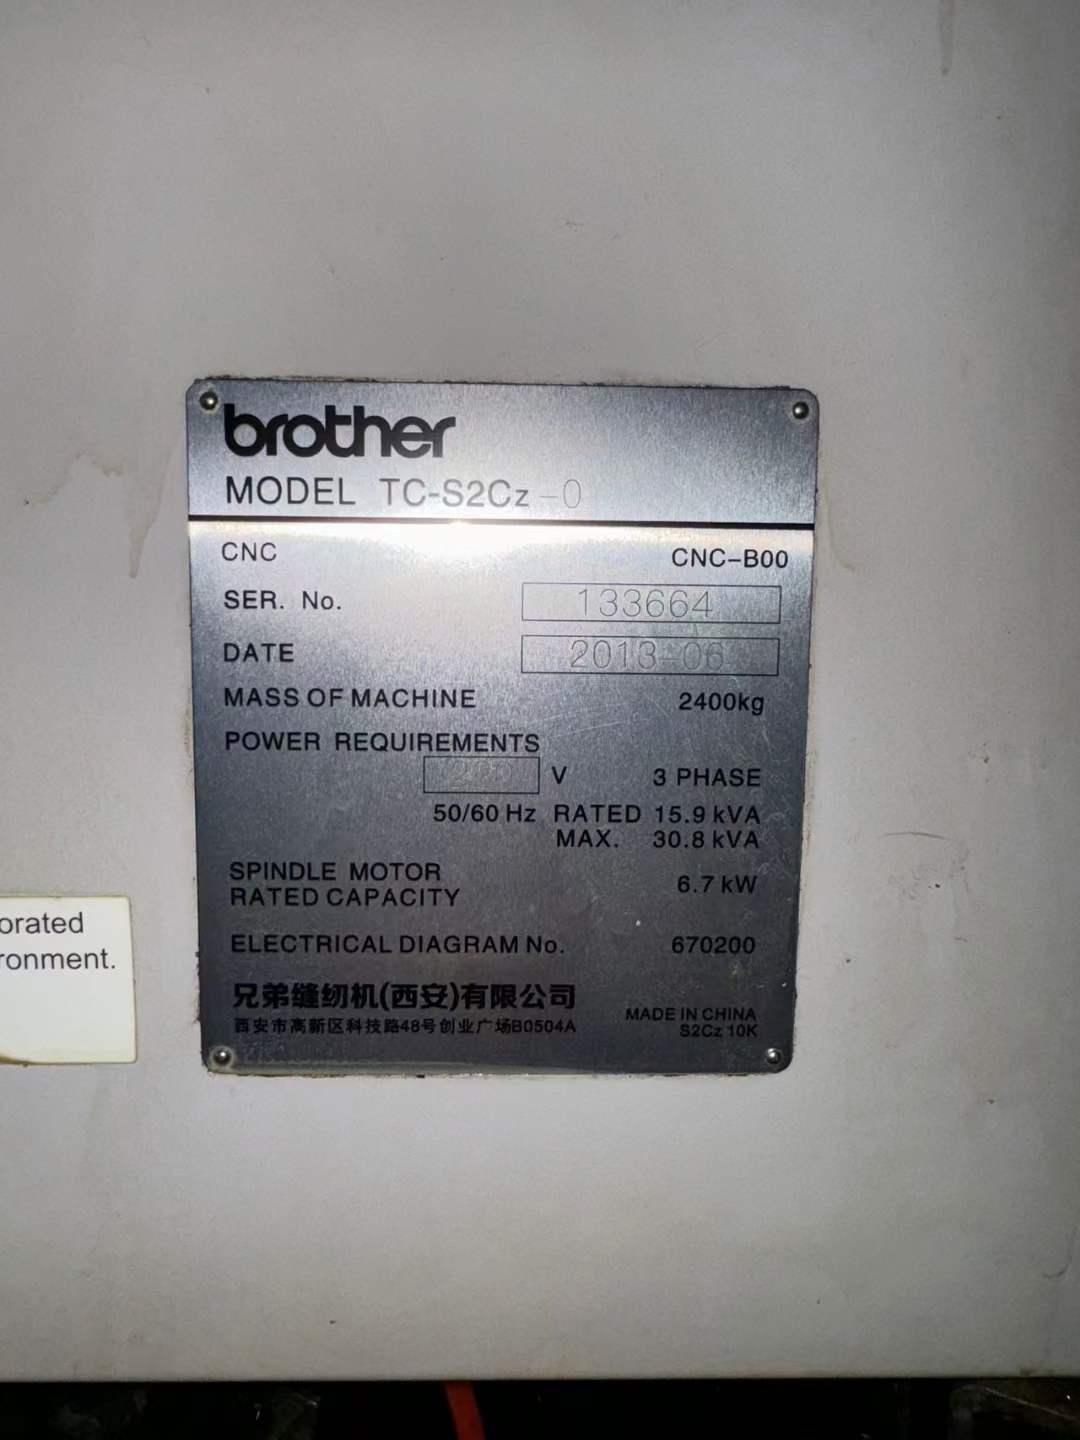 brother
MODEL TC-S2Cz -0
CNC CNC-B00
SER. No. 133664
DATE 2013-06
MASS OF MACHINE 2400kg
POWER REQUIREMENTS
V 3 PHASE
50/60 Hz RATED 15.9 kVA
MAX. 30.8 kVA
SPINDLE MOTOR
RATED CAPACITY 6.7 kW
ELECTRICAL DIAGRAM No. 670200
兄弟缝纫机(西安)有限公司
西安市高新区科技路48号创业广场B0504A
MADE IN CHINA
S2Cz 10K
orated
ronment.